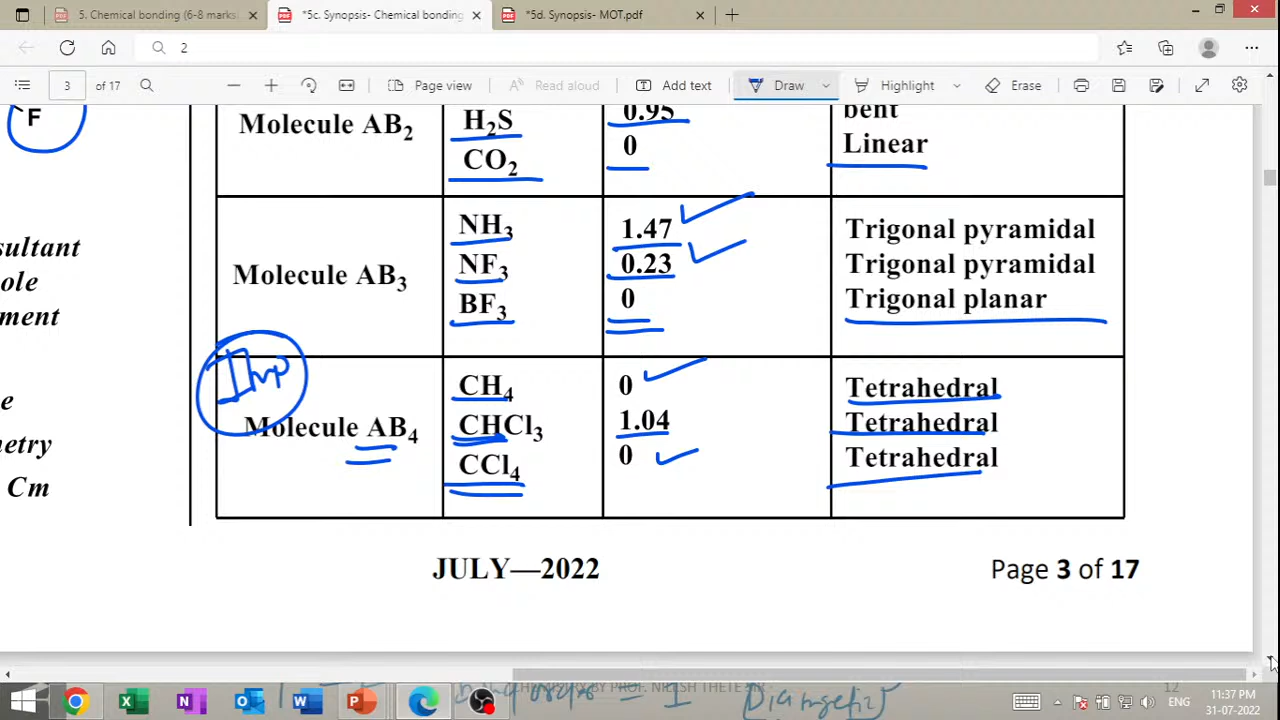 5. Chemical bonding (6-8 marks
*5c. Synopsis- Chemical bonding
*5d. Synopsis- MOT.pdf
2
3 of 17
Page view
Read aloud
Add text
Draw
Highlight
Erase
F
sultant
ole
ment
e
netry
Cm
Molecule AB₂
H₂S 0.95 bent
CO₂ 0 Linear
Molecule AB₃
NH₃ 1.47 Trigonal pyramidal
NF₃ 0.23 Trigonal pyramidal
BF₃ 0 Trigonal planar
Imp
Molecule AB₄
CH₄ 0 Tetrahedral
CHCl₃ 1.04 Tetrahedral
CCl₄ 0 Tetrahedral
JULY—2022
Page 3 of 17
12
ENG
11:37 PM
31-07-2022